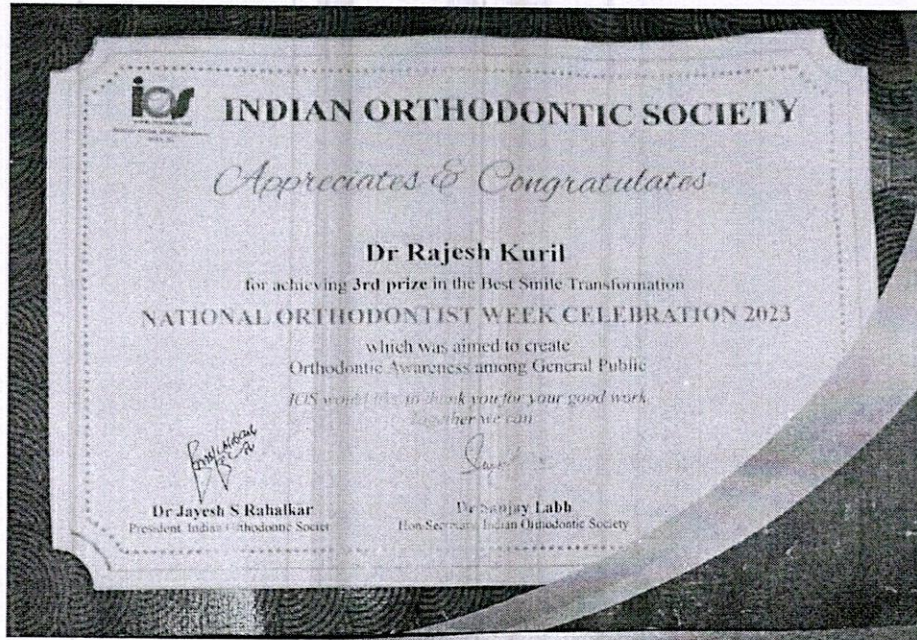 ios INDIAN ORTHODONTIC SOCIETY
Appreciates & Congratulates
Dr Rajesh Kuril
for achieving 3rd prize in the Best Smile Transformation
NATIONAL ORTHODONTIST WEEK CELEBRATION 2023
which was aimed to create
Orthodontic Awareness among General Public
IOS would like to thank you for your good work
Together we can
Dr Jayesh S Rahalkar
President, Indian Orthodontic Society
Dr Sanjay Labh
Hon Secretary Indian Orthodontic Society